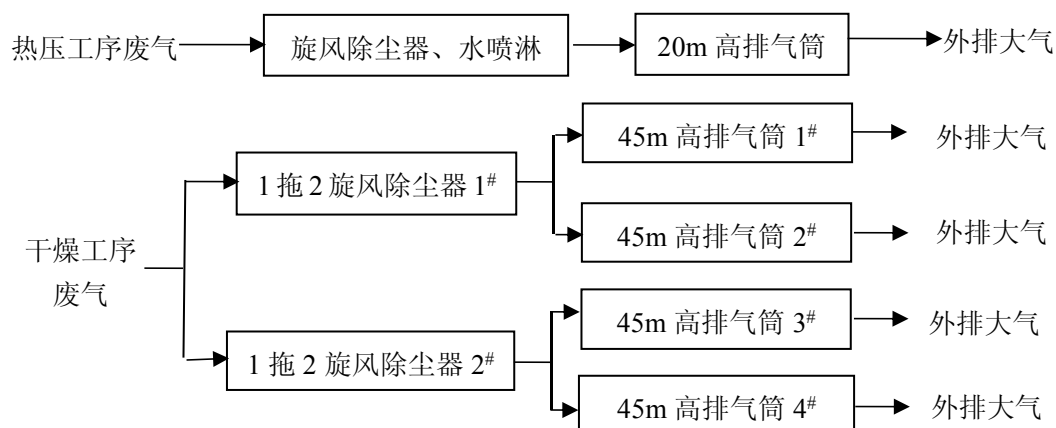 热压工序废气
旋风除尘器、水喷淋
20m 高排气筒
外排大气
45m 高排气筒 1#
外排大气
1 拖 2 旋风除尘器 1#
45m 高排气筒 2#
外排大气
干燥工序
废气
45m 高排气筒 3#
外排大气
1 拖 2 旋风除尘器 2#
45m 高排气筒 4#
外排大气